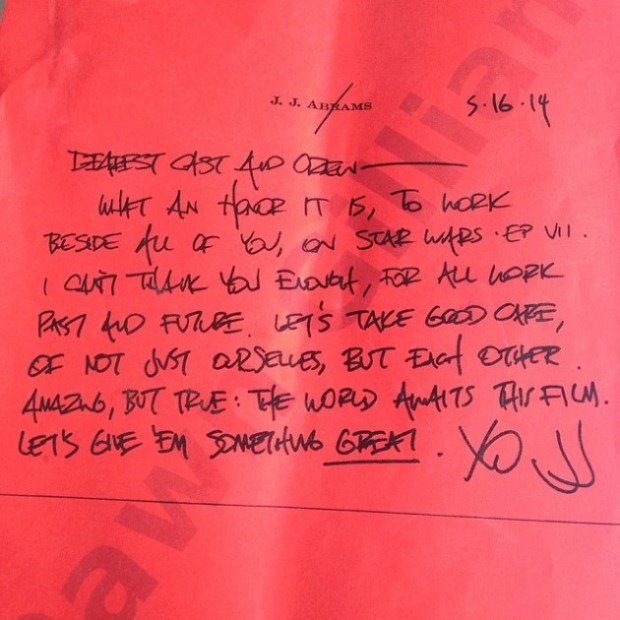 J. J. ABRAMS
5·16·14
DEAREST CAST AND CREW—
WHAT AN HONOR IT IS, TO WORK
BESIDE ALL OF YOU, ON STAR WARS · EP VII.
I CAN'T THANK YOU ENOUGH, FOR ALL WORK
PAST AND FUTURE. LET'S TAKE GOOD CARE,
OF NOT JUST OURSELVES, BUT EACH OTHER.
AMAZING, BUT TRUE: THE WORLD AWAITS THIS FILM.
LET'S GIVE 'EM SOMETHING GREAT. XO JJ